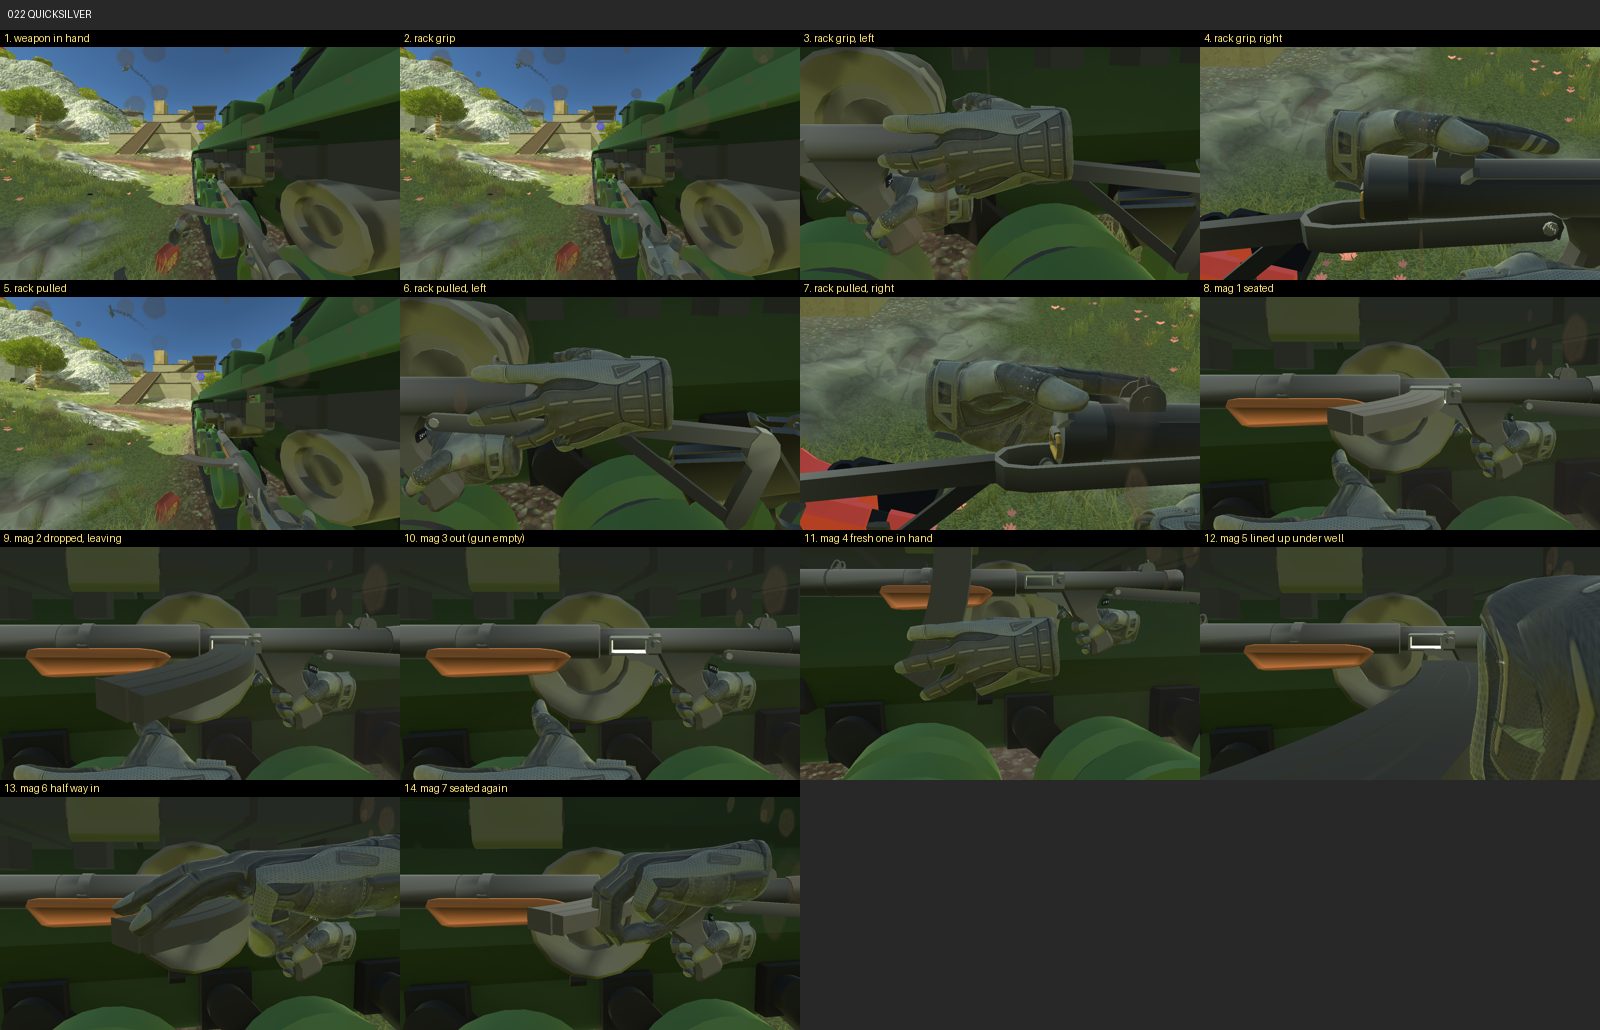 022 QUICKSILVER
1. weapon in hand
2. rack grip
3. rack grip, left
4. rack grip, right
5. rack pulled
6. rack pulled, left
7. rack pulled, right
8. mag 1 seated
9. mag 2 dropped, leaving
10. mag 3 out (gun empty)
11. mag 4 fresh one in hand
12. mag 5 lined up under well
13. mag 6 half way in
14. mag 7 seated again